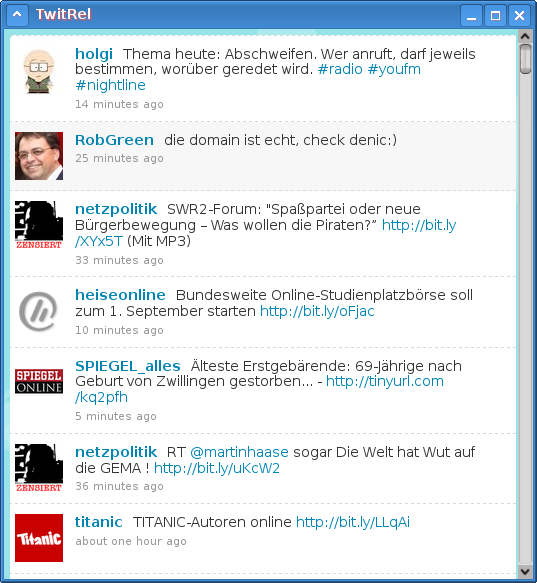 TwitRel
holgi Thema heute: Abschweifen. Wer anruft, darf jeweils
bestimmen, worüber geredet wird. #radio #youfm
#nightline
14 minutes ago
RobGreen die domain ist echt, check denic:)
25 minutes ago
netzpolitik SWR2-Forum: "Spaßpartei oder neue
Bürgerbewegung – Was wollen die Piraten?” http://bit.ly
/XYx5T (Mit MP3)
ZENSIERT
33 minutes ago
heiseonline Bundesweite Online-Studienplatzbörse soll
zum 1. September starten http://bit.ly/oFjac
10 minutes ago
SPIEGEL_alles Älteste Erstgebärende: 69-Jährige nach
Geburt von Zwillingen gestorben... - http://tinyurl.com
/kq2pfh
SPIEGEL
ONLINE
5 minutes ago
netzpolitik RT @martinhaase sogar Die Welt hat Wut auf
die GEMA ! http://bit.ly/uKcW2
ZENSIERT
36 minutes ago
titanic TITANIC-Autoren online http://bit.ly/LLqAi
Titanic
about one hour ago